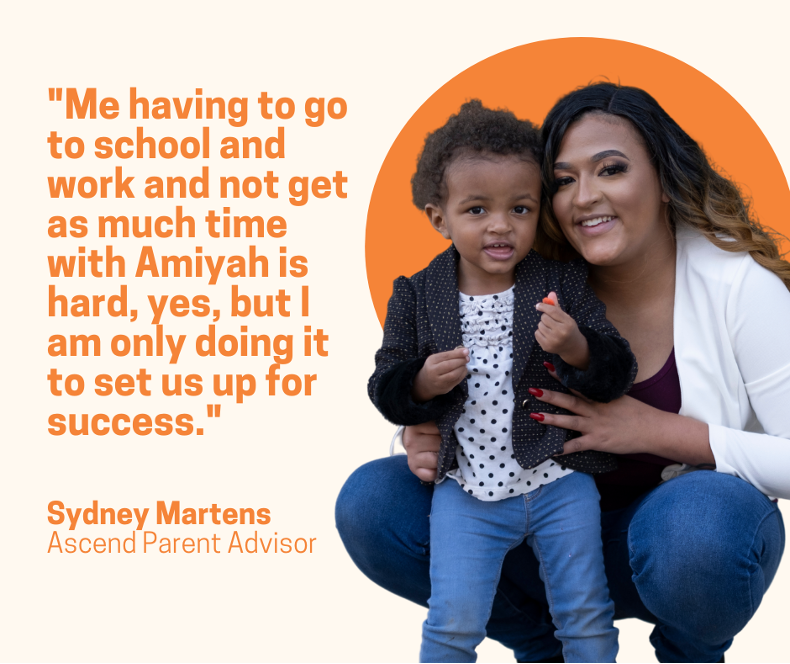 "Me having to go
to school and
work and not get
as much time
with Amiyah is
hard, yes, but I
am only doing it
to set us up for
success."
Sydney Martens
Ascend Parent Advisor